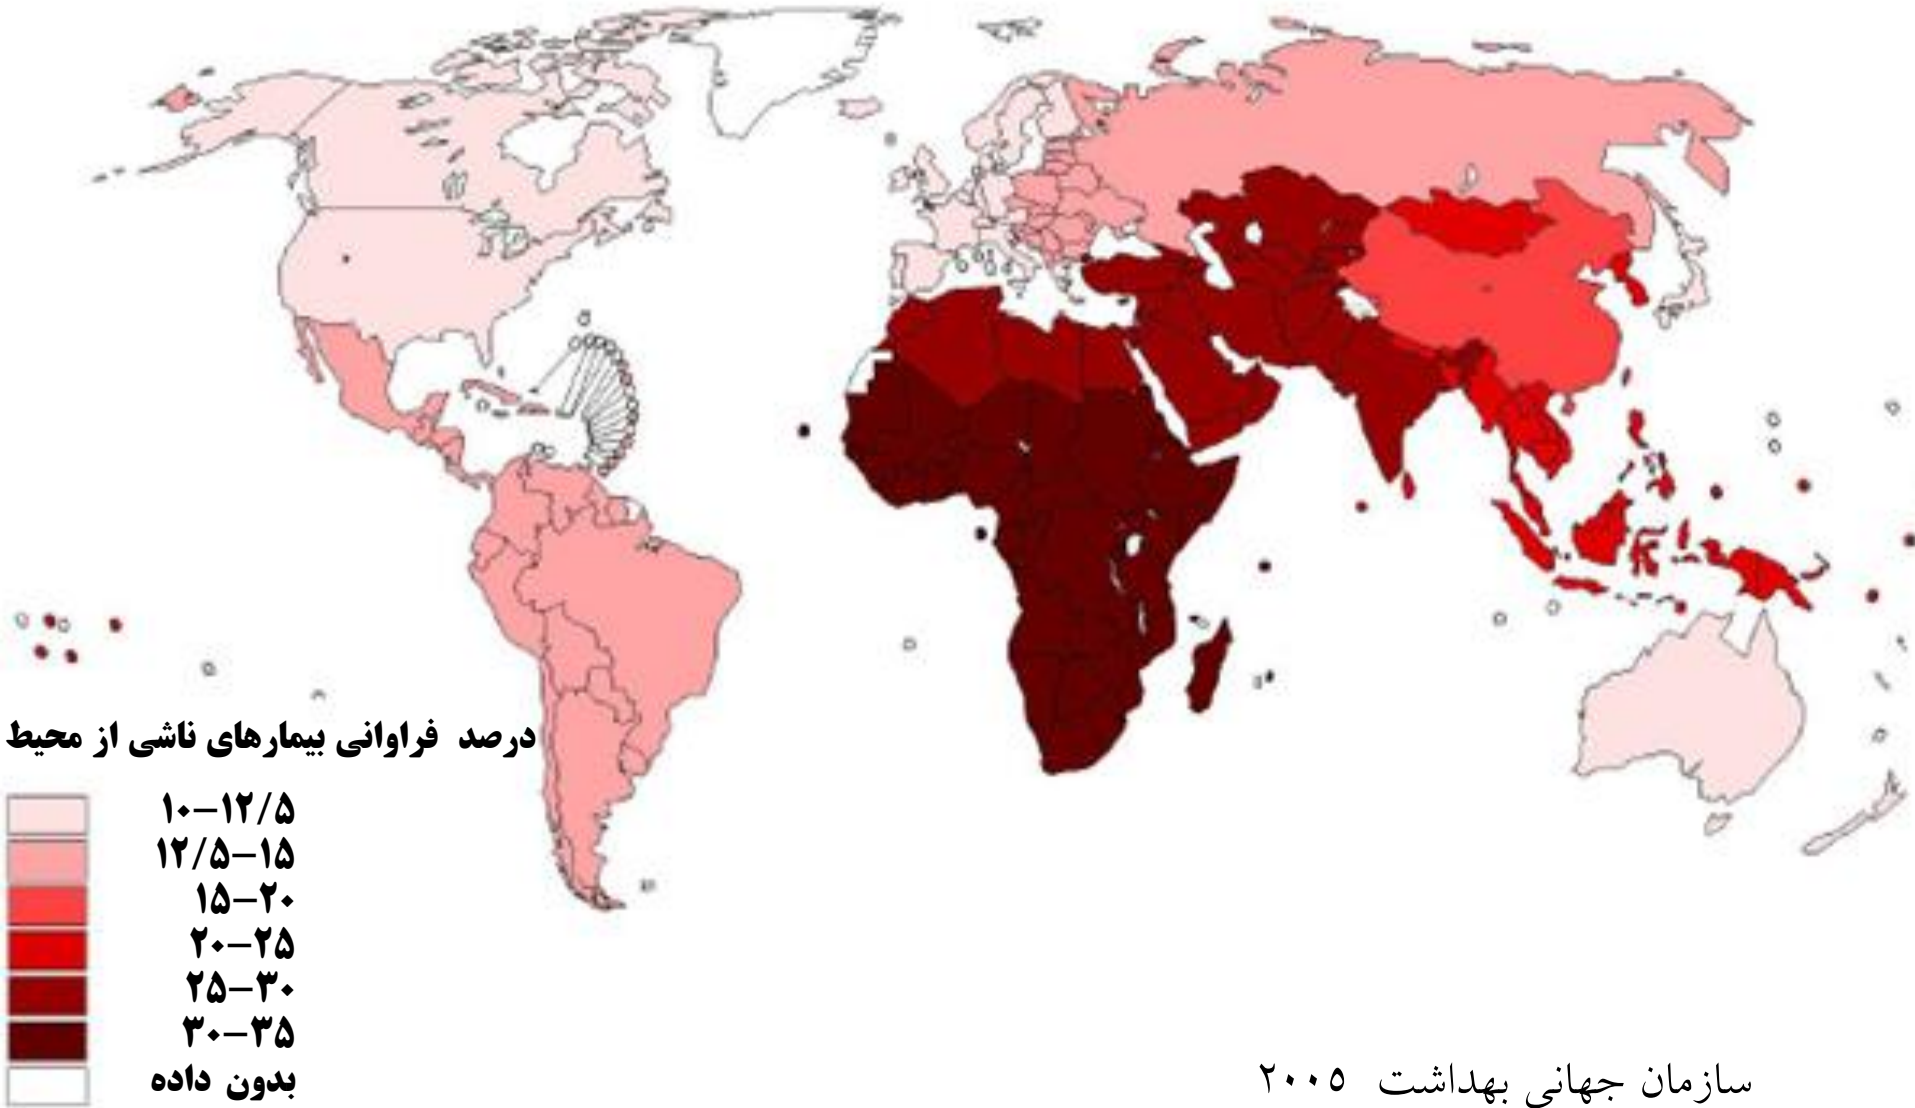 درصد فراوانی بیمارهای ناشی از محیط
۱۰–۱۲/۵
۱۲/۵–۱۵
۱۵–۲۰
۲۰–۲۵
۲۵–۳۰
۳۰–۳۵
بدون داده
سازمان جهانی بهداشت ۲۰۰۵